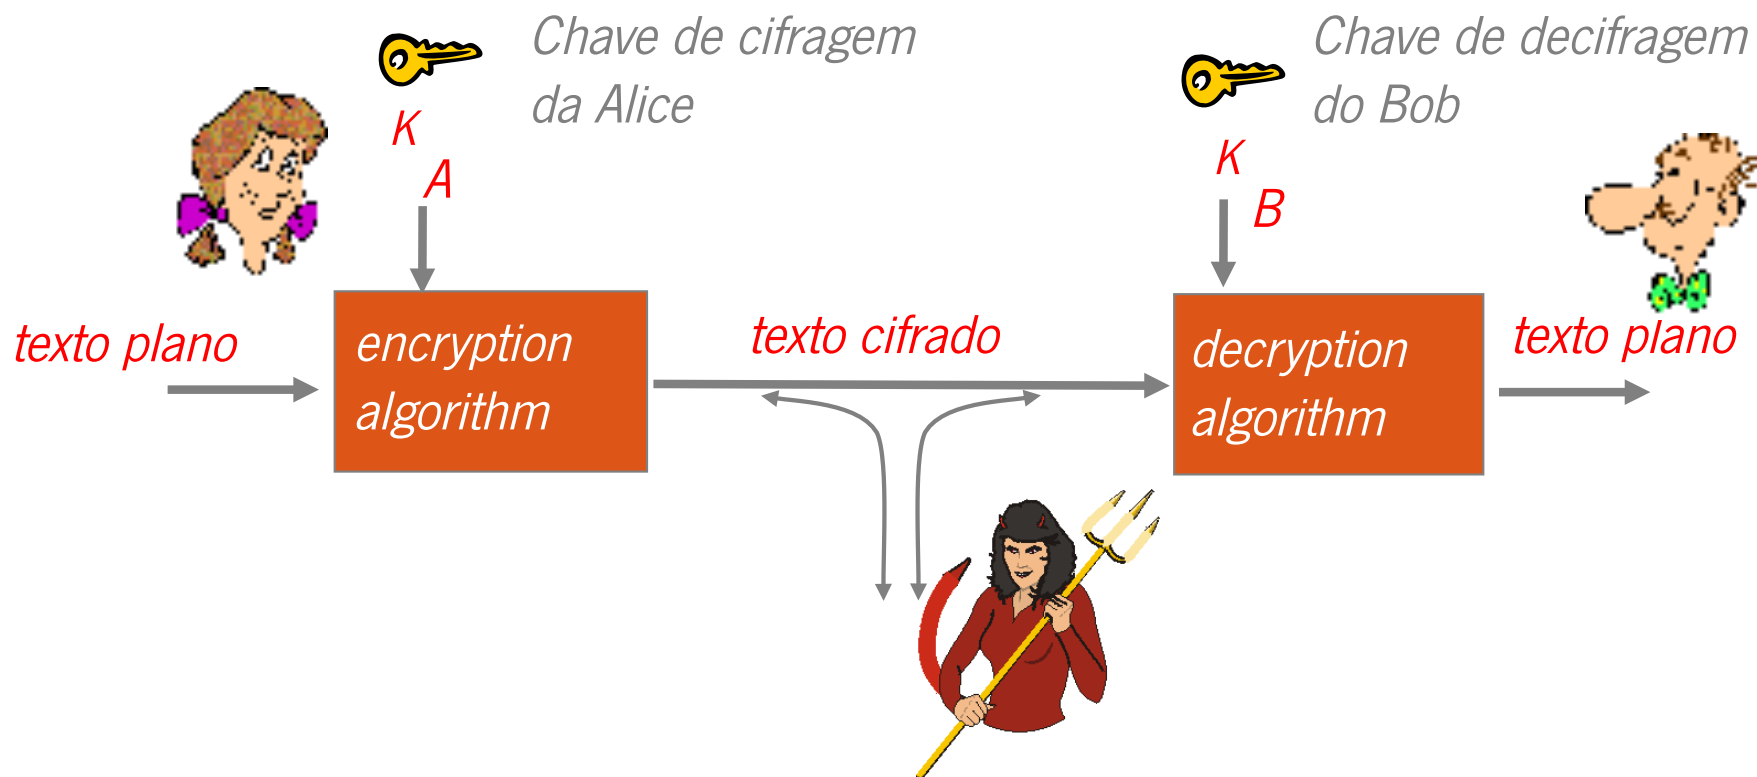 Chave de cifragem
da Alice
K
A
Chave de decifragem
do Bob
K
B
texto plano
encryption
algorithm
texto cifrado
decryption
algorithm
texto plano